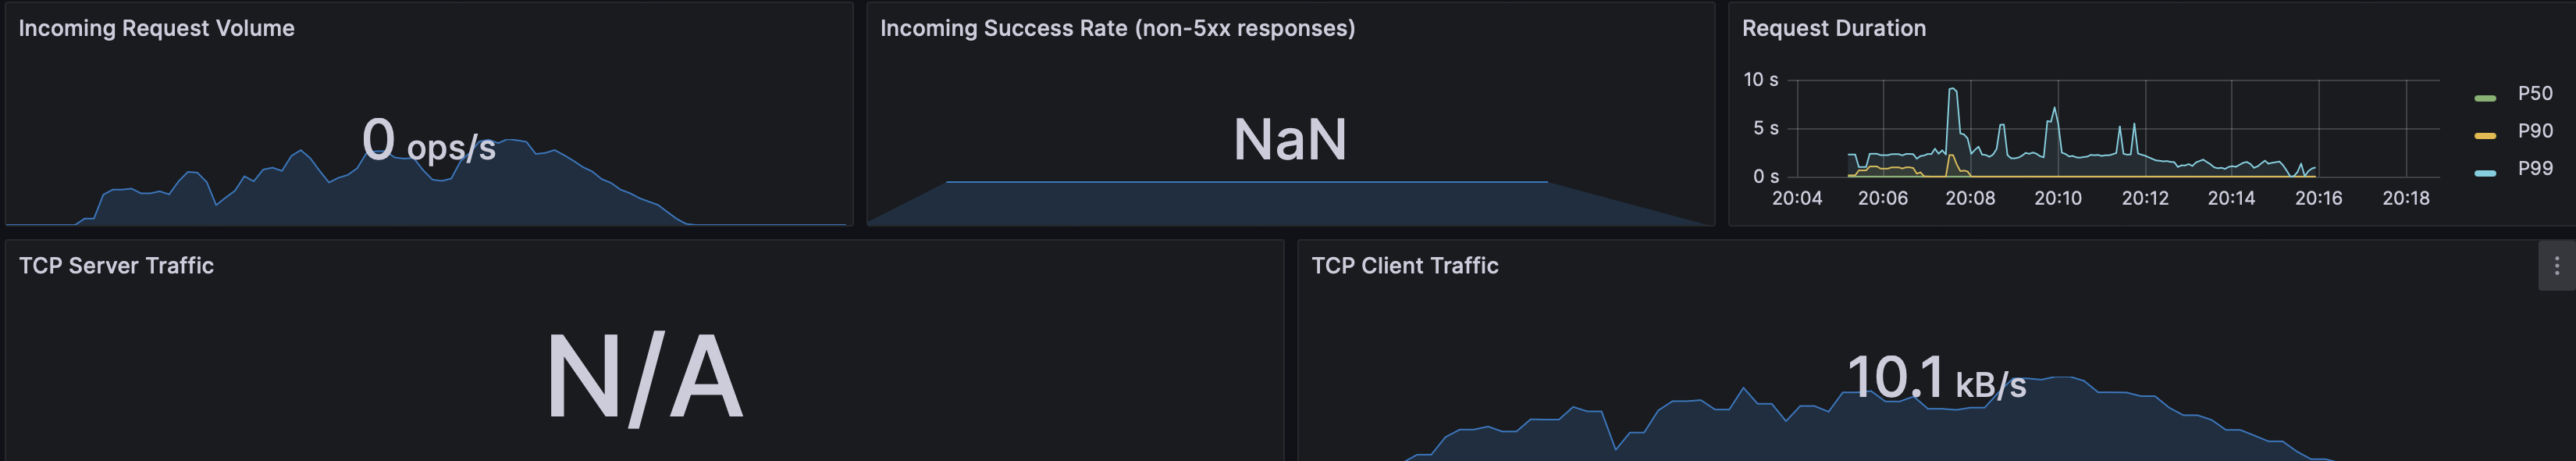 Incoming Request Volume
0 ops/s
Incoming Success Rate (non-5xx responses)
NaN
Request Duration
10 s
5 s
0 s
20:04 20:06 20:08 20:10 20:12 20:14 20:16 20:18
P50
P90
P99
TCP Server Traffic
N/A
TCP Client Traffic
10.1 kB/s